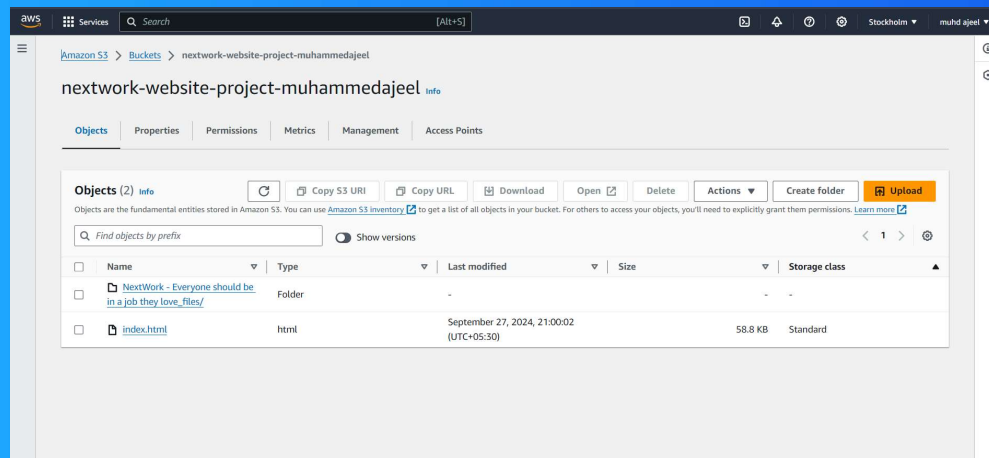 aws Services Search [Alt+S] Stockholm ▼ muhd ajeel ▼
Amazon S3 > Buckets > nextwork-website-project-muhammedajeel
nextwork-website-project-muhammedajeel Info
Objects Properties Permissions Metrics Management Access Points
Objects (2) Info Copy S3 URI Copy URL Download Open Delete Actions ▼ Create folder Upload
Objects are the fundamental entities stored in Amazon S3. You can use Amazon S3 inventory to get a list of all objects in your bucket. For others to access your objects, you'll need to explicitly grant them permissions. Learn more
Find objects by prefix Show versions < 1 >
Name Type Last modified Size Storage class
NextWork - Everyone should be
in a job they love_files/ Folder - - -
index.html html September 27, 2024, 21:00:02
(UTC+05:30) 58.8 KB Standard